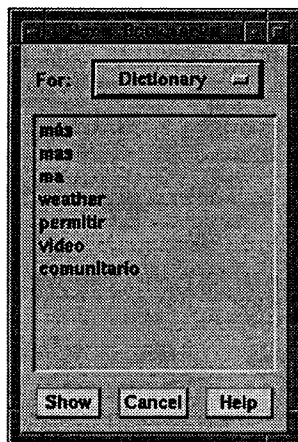 For: Dictionary
más
mas
ma
weather
permitir
video
comunitario
Show Cancel Help